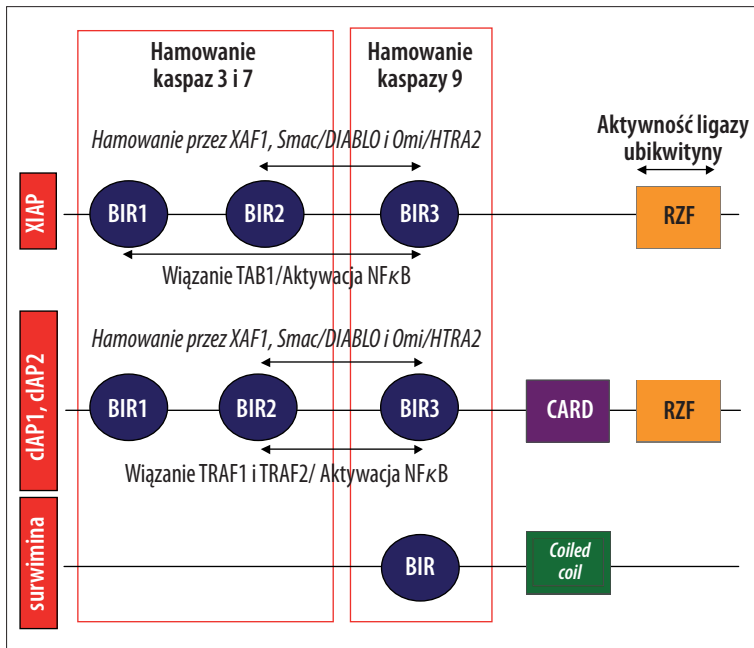 Hamowanie
kaspaz 3 i 7
Hamowanie
kaspazy 9
Hamowanie przez XAF1, Smac/DIABLO i Omi/HTRA2
Aktywność ligazy
ubikwityny
XIAP
BIR1
BIR2
BIR3
RZF
Wiązanie TAB1/Aktywacja NFκB
Hamowanie przez XAF1, Smac/DIABLO i Omi/HTRA2
cIAP1, cIAP2
BIR1
BIR2
BIR3
CARD
RZF
Wiązanie TRAF1 i TRAF2/ Aktywacja NFκB
surwimina
BIR
Coiled
coil